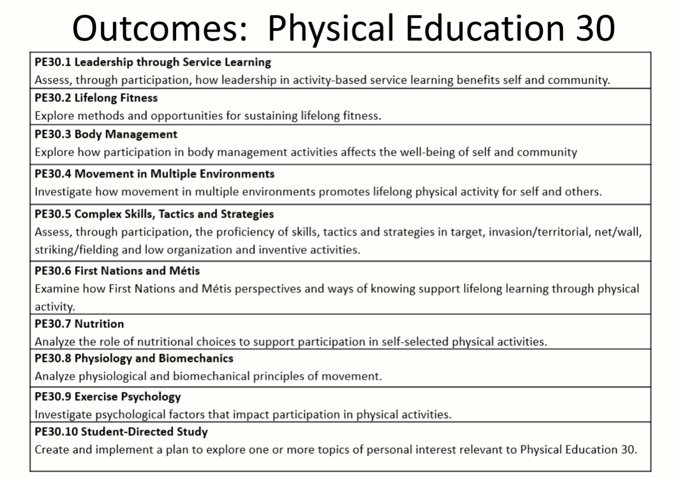 Outcomes:  Physical Education 30
PE30.1 Leadership through Service Learning
Assess, through participation, how leadership in activity-based service learning benefits self and community.
PE30.2 Lifelong Fitness
Explore methods and opportunities for sustaining lifelong fitness.
PE30.3 Body Management
Explore how participation in body management activities affects the well-being of self and community
PE30.4 Movement in Multiple Environments
Investigate how movement in multiple environments promotes lifelong physical activity for self and others.
PE30.5 Complex Skills, Tactics and Strategies
Assess, through participation, the proficiency of skills, tactics and strategies in target, invasion/territorial, net/wall,
striking/fielding and low organization and inventive activities.
PE30.6 First Nations and Métis
Examine how First Nations and Métis perspectives and ways of knowing support lifelong learning through physical
activity.
PE30.7 Nutrition
Analyze the role of nutritional choices to support participation in self-selected physical activities.
PE30.8 Physiology and Biomechanics
Analyze physiological and biomechanical principles of movement.
PE30.9 Exercise Psychology
Investigate psychological factors that impact participation in physical activities.
PE30.10 Student-Directed Study
Create and implement a plan to explore one or more topics of personal interest relevant to Physical Education 30.